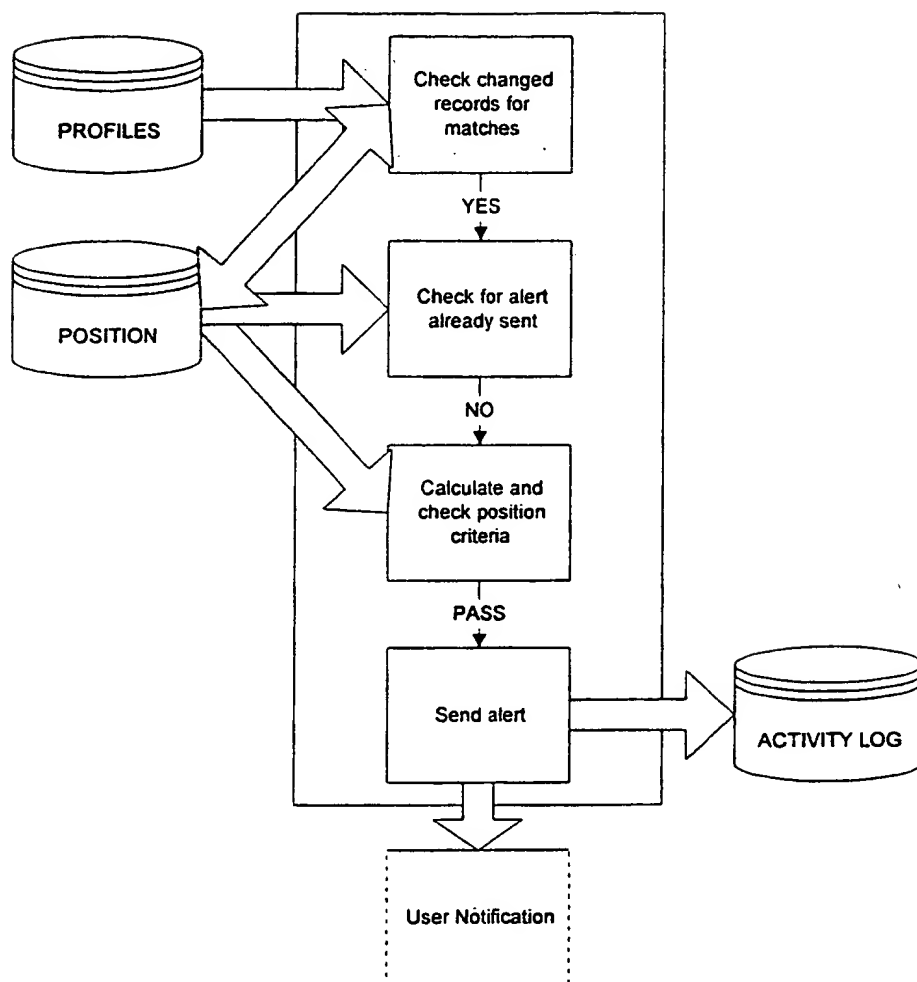 PROFILES
Check changed
records for
matches
YES
POSITION
Check for alert
already sent
NO
Calculate and
check position
criteria
PASS
Send alert
ACTIVITY LOG
User Notification